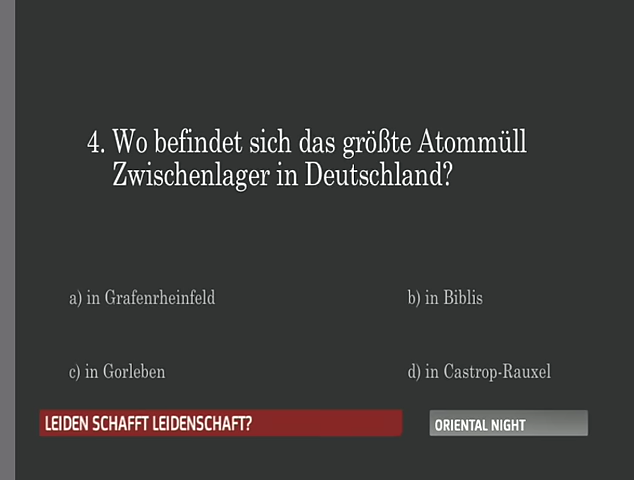 4. Wo befindet sich das größte Atommüll
Zwischenlager in Deutschland?
a) in Grafenrheinfeld
b) in Biblis
c) in Gorleben
d) in Castrop-Rauxel
LEIDEN SCHAFFT LEIDENSCHAFT?
ORIENTAL NIGHT